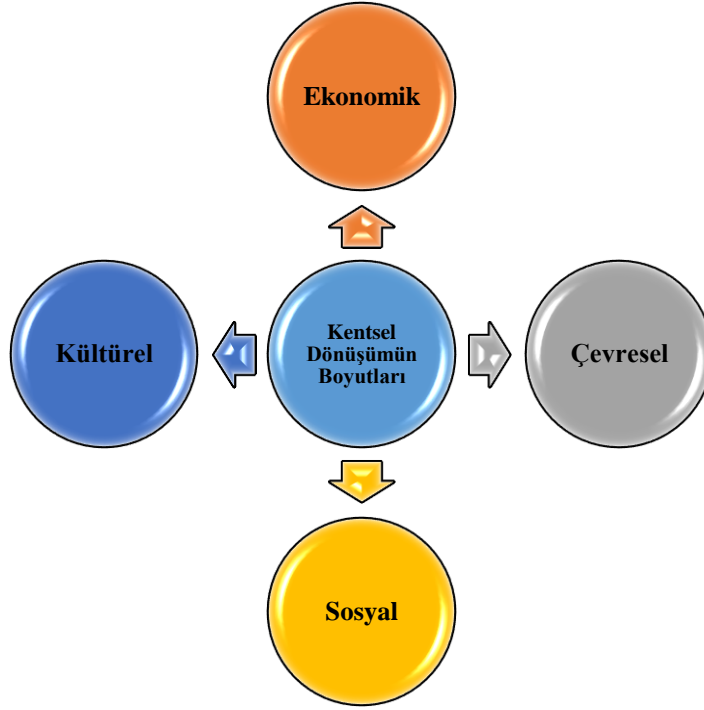 Ekonomik
Kültürel
Kentsel
Dönüşümün
Boyutları
Çevresel
Sosyal